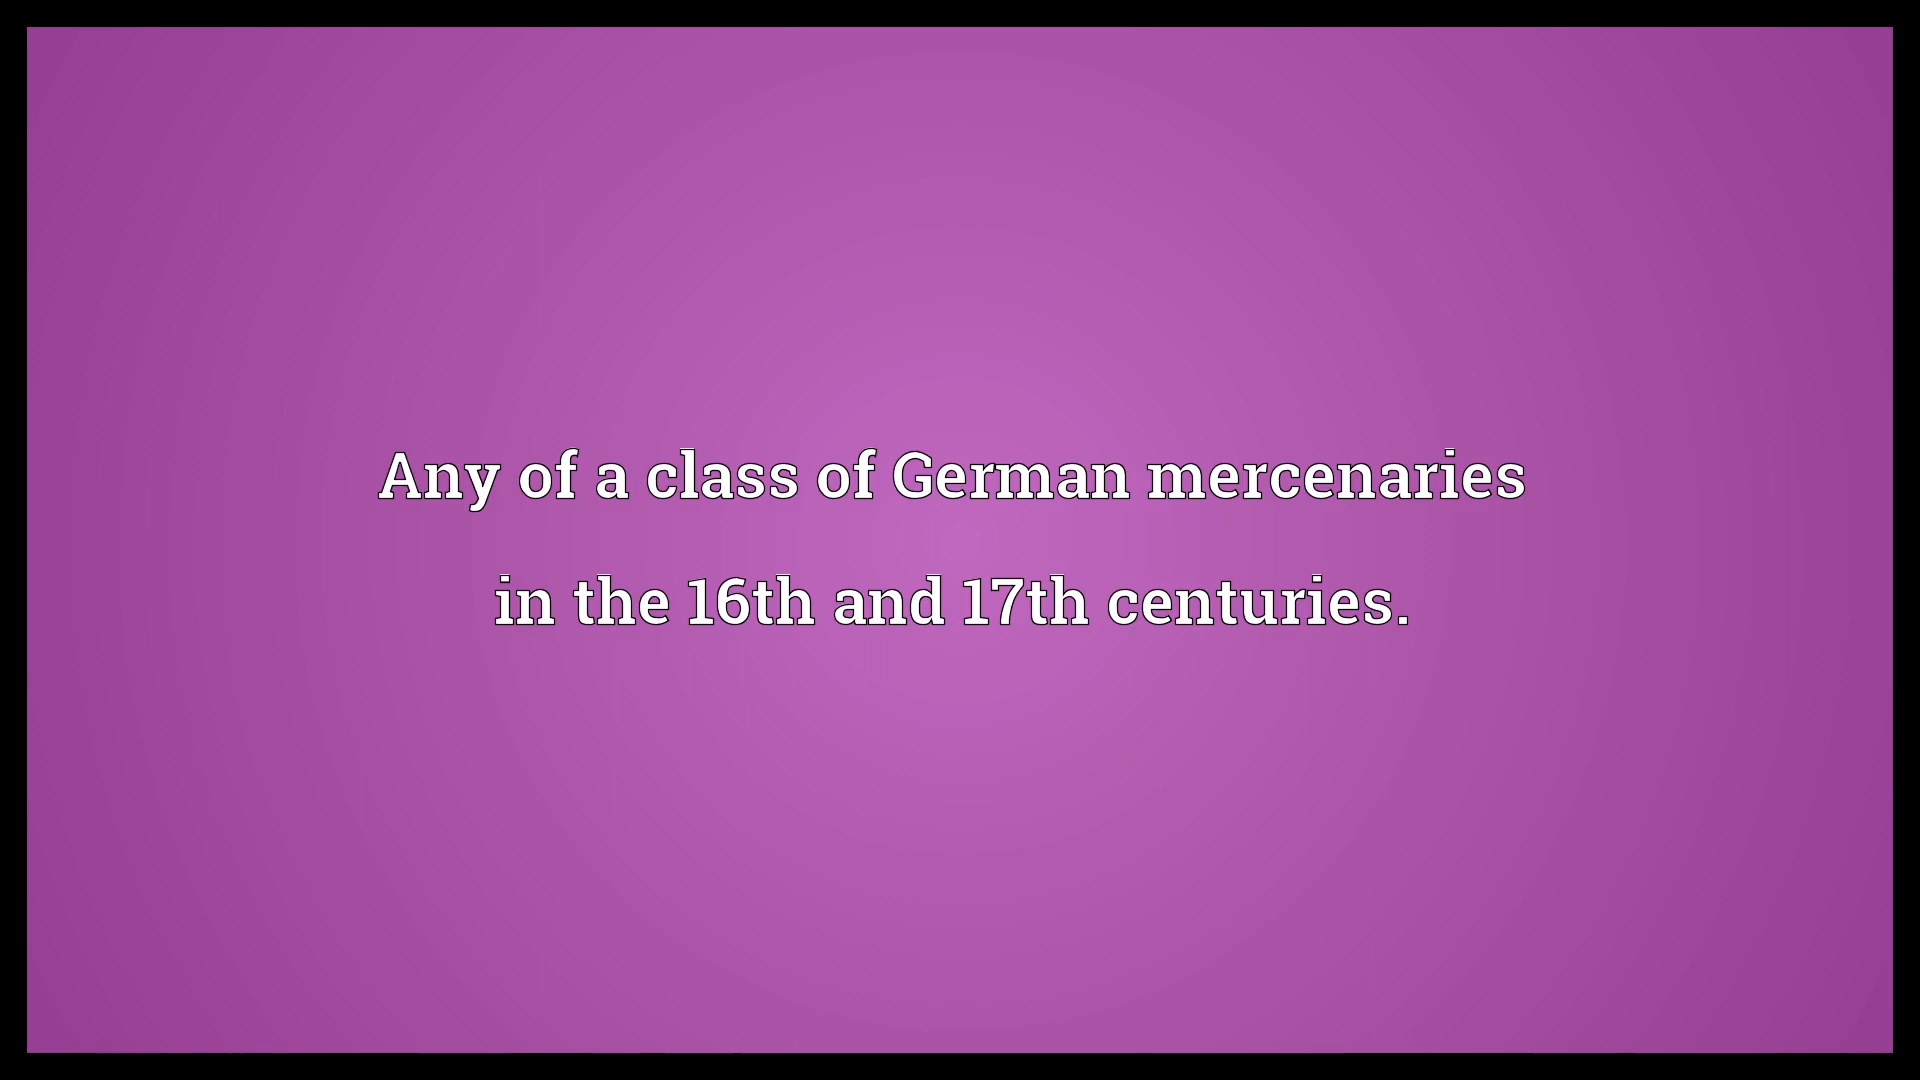 Any of a class of German mercenaries
in the 16th and 17th centuries.